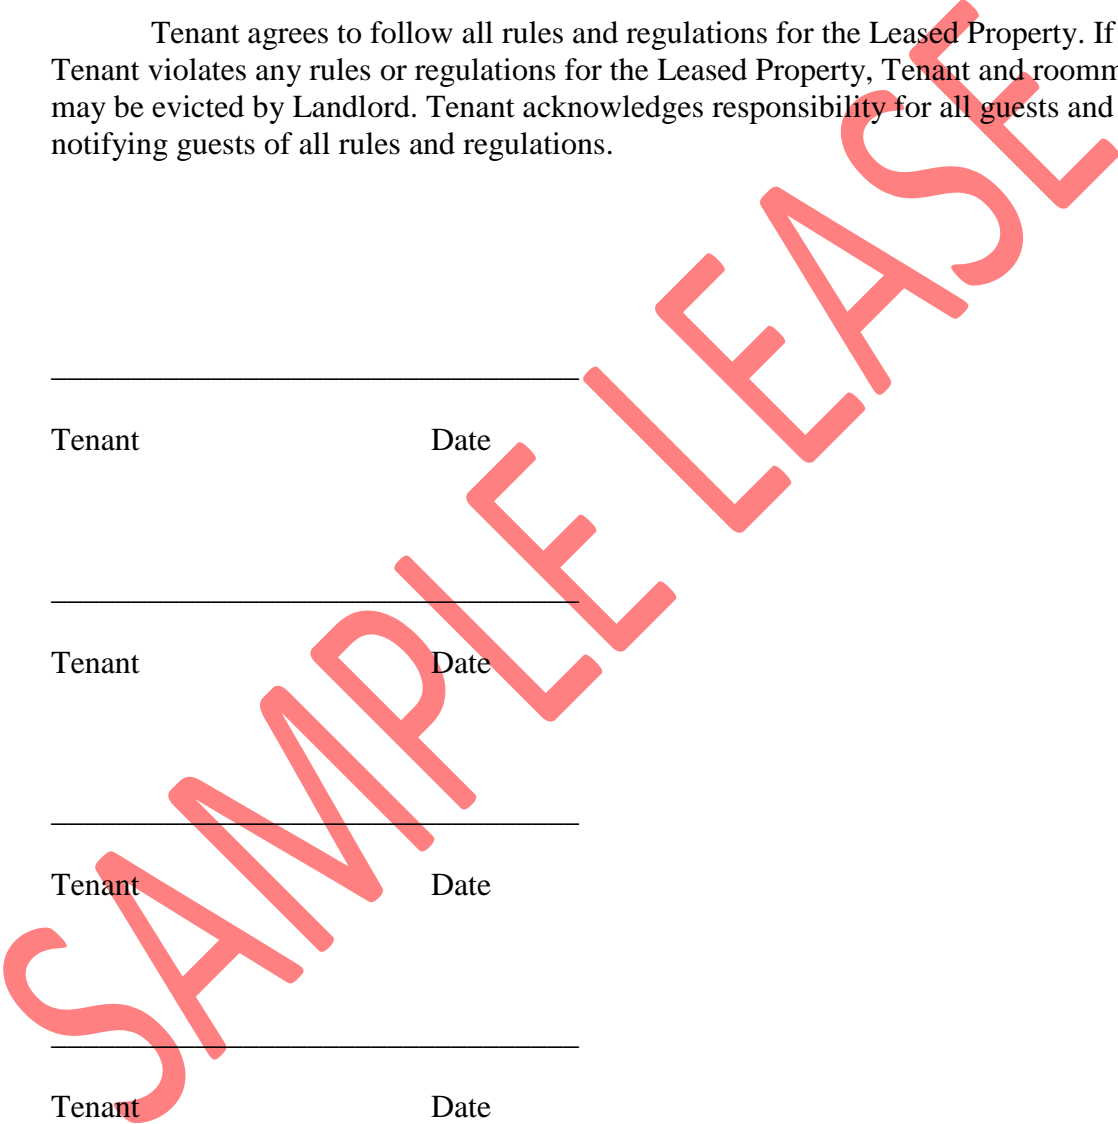 Tenant agrees to follow all rules and regulations for the Leased Property. If
Tenant violates any rules or regulations for the Leased Property, Tenant and roomm
may be evicted by Landlord. Tenant acknowledges responsibility for all guests and
notifying guests of all rules and regulations.
Tenant Date
Tenant Date
Tenant Date
Tenant Date
SAMPLE LEASE